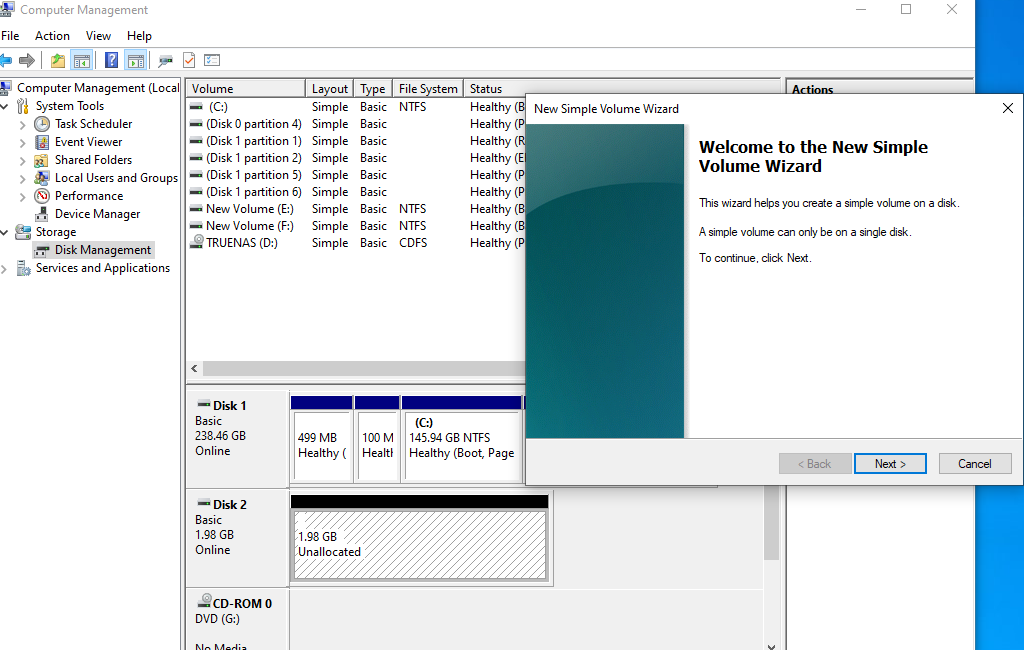 Computer Management
File Action View Help
Computer Management (Local
System Tools
Task Scheduler
Event Viewer
Shared Folders
Local Users and Groups
Performance
Device Manager
Storage
Disk Management
Services and Applications
Volume Layout Type File System Status
(C:) Simple Basic NTFS Healthy (B
(Disk 0 partition 4) Simple Basic Healthy (P
(Disk 1 partition 1) Simple Basic Healthy (R
(Disk 1 partition 2) Simple Basic Healthy (E
(Disk 1 partition 5) Simple Basic Healthy (P
(Disk 1 partition 6) Simple Basic Healthy (P
New Volume (E:) Simple Basic NTFS Healthy (B
New Volume (F:) Simple Basic NTFS Healthy (B
TRUENAS (D:) Simple Basic CDFS Healthy (P
Actions
New Simple Volume Wizard
Welcome to the New Simple
Volume Wizard
This wizard helps you create a simple volume on a disk.
A simple volume can only be on a single disk.
To continue, click Next.
< Back Next > Cancel
Disk 1
Basic
238.46 GB
Online
499 MB
Healthy (
100 M
Healt
(C:)
145.94 GB NTFS
Healthy (Boot, Page
Disk 2
Basic
1.98 GB
Online
1.98 GB
Unallocated
CD-ROM 0
DVD (G:)
No Media